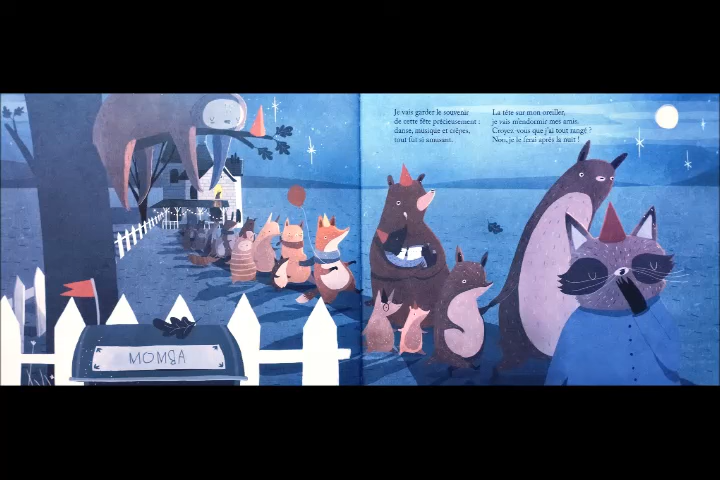 Je vais garder le souvenir
de cette fête précieusement :
danse, musique et crêpes,
tout fut si amusant.
La tête sur mon oreiller,
je vais m'endormir mes amis.
Croyez vous que j'ai tout rangé ?
Non, je le ferai après la nuit !
MOMBA